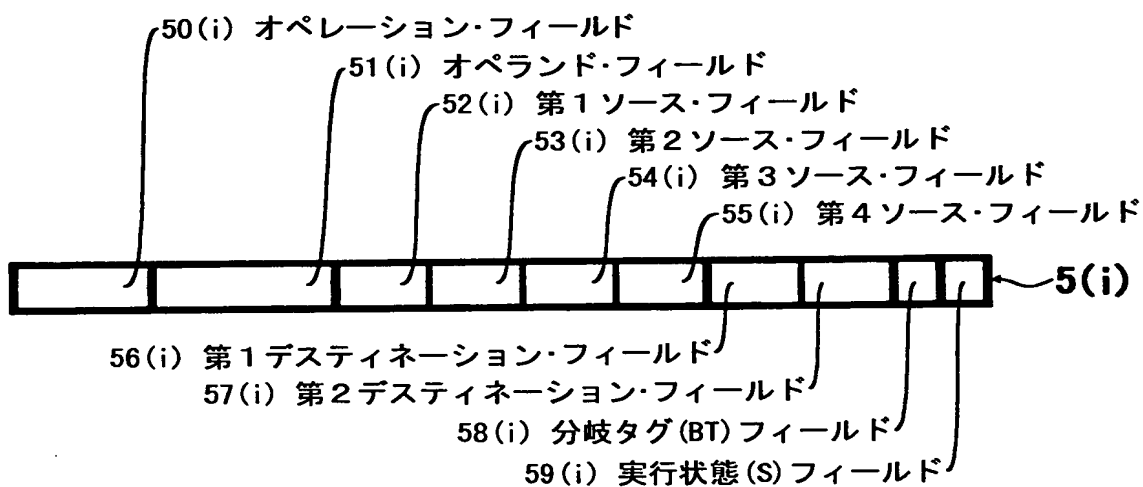 50(i) オペレーション・フィールド
51(i) オペランド・フィールド
52(i) 第1ソース・フィールド
53(i) 第2ソース・フィールド
54(i) 第3ソース・フィールド
55(i) 第4ソース・フィールド
5(i)
56(i) 第1デスティネーション・フィールド
57(i) 第2デスティネーション・フィールド
58(i) 分岐タグ(BT)フィールド
59(i) 実行状態(S)フィールド